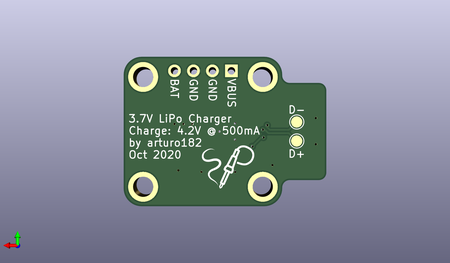 BAT GND GND VBUS
3.7V LiPo Charger
Charge: 4.2V @ 500mA
by arturo182
Oct 2020
D-
D+